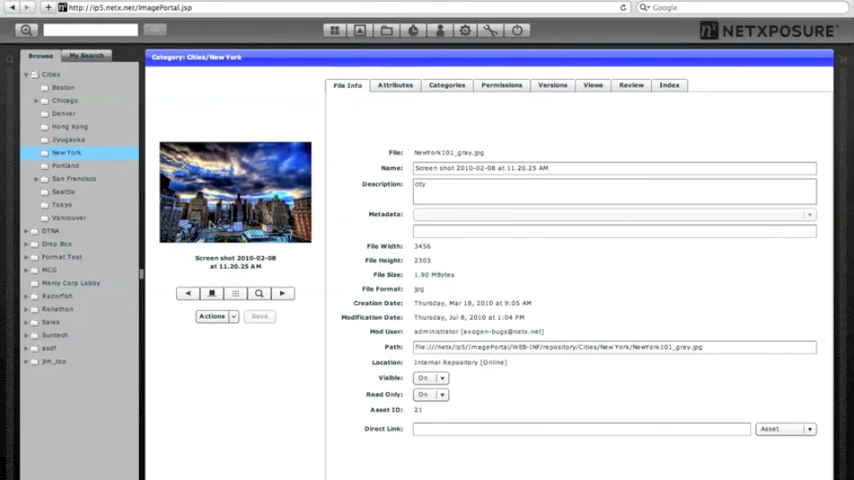 http://ip5.netx.net/ImagePortal.jsp
Google
Go
NETXPOSURE
Browse
My Search
Category: Cities/New York
Cities
Boston
Chicago
Denver
Hong Kong
Jiyugaoka
New York
Portland
San Francisco
Seattle
Tokyo
Vancouver
DTNA
Drop Box
Format Test
MCG
Mercy Corp Lobby
Razorfish
Reliathon
Sales
Suntech
asdf
jim_top
Screen shot 2010-02-08
at 11.20.25 AM
Actions
Save
File Info
Attributes
Categories
Permissions
Versions
Views
Review
Index
File: NewYork101_gray.jpg
Name: Screen shot 2010-02-08 at 11.20.25 AM
Description: city
Metadata:
File Width: 3456
File Height: 2303
File Size: 1.90 MBytes
File Format: jpg
Creation Date: Thursday, Mar 18, 2010 at 9:05 AM
Modification Date: Thursday, Jul 8, 2010 at 1:04 PM
Mod User: administrator [exogen-bugs@netx.net]
Path: file:///netx/ip5/ImagePortal/WEB-INF/repository/Cities/New York/NewYork101_gray.jpg
Location: Internal Repository [Online]
Visible: On
Read Only: On
Asset ID: 21
Direct Link: Asset